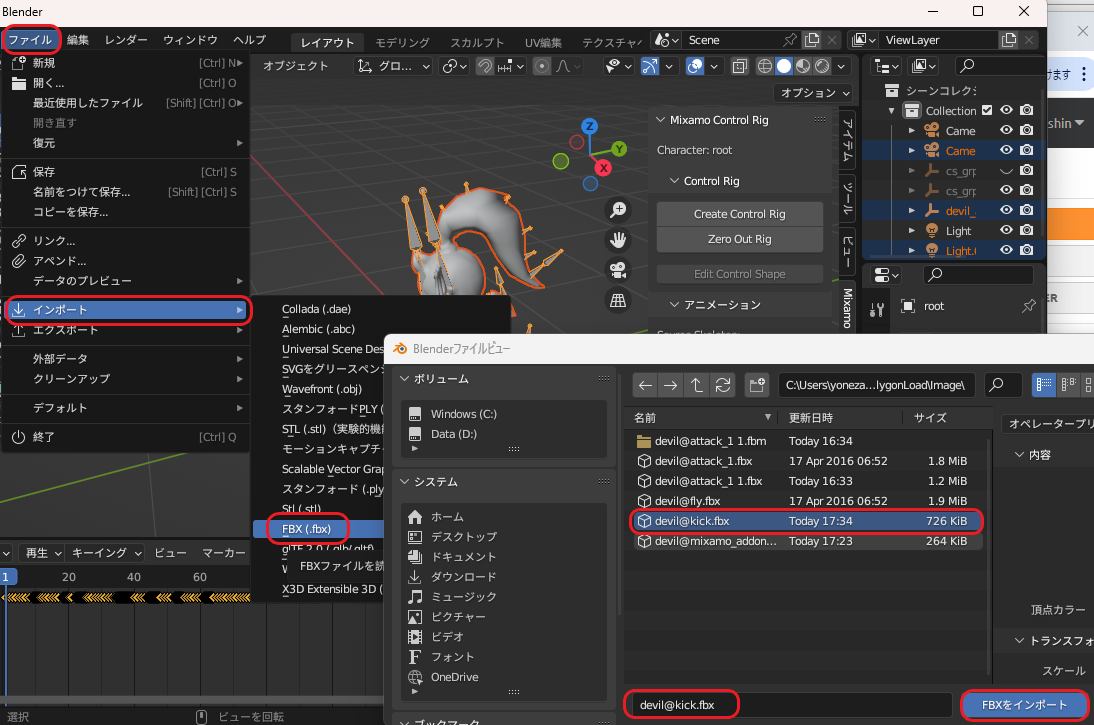 Blender
ファイル 編集 レンダー ウィンドウ ヘルプ レイアウト モデリング スカルプト UV編集 テクスチャ Scene ViewLayer
新規 [Ctrl] N
開く... [Ctrl] O
最近使用したファイル [Shift] [Ctrl] O
開き直す
復元
保存 [Ctrl] S
名前をつけて保存... [Shift] [Ctrl] S
コピーを保存...
リンク...
アペンド...
データのプレビュー
インポート
エクスポート
外部データ
クリーンアップ
デフォルト
終了 [Ctrl] Q
オブジェクト グロ...
オプション
Z
Y
X
Mixamo Control Rig
Character: root
Control Rig
Create Control Rig
Zero Out Rig
Edit Control Shape
アニメーション
アイテム
ツール
ビュー
Mixamo
シーンコレクシ
Collection
Came
Came
cs_grp
cs_grp
devil_
Light
Light.
root
けます
shin
ER
Collada (.dae)
Alembic (.abc)
Universal Scene Des
SVGをグリースペンシ
Wavefront (.obj)
スタンフォードPLY (
STL (.stl)（実験的機能
モーションキャプチ
Scalable Vector Grap
スタンフォード (.ply
Stl (.stl)
FBX (.fbx)
glTF 2.0 (.glb/.gltf)
FBXファイルを読
X3D Extensible 3D (
再生 キーイング ビュー マーカー
1 20 40 60
選択 ビューを回転
Blenderファイルビュー
ボリューム
Windows (C:)
Data (D:)
システム
ホーム
デスクトップ
ドキュメント
ダウンロード
ミュージック
ピクチャー
ビデオ
フォント
OneDrive
ブックマーク
C:\Users\yoneza...lygonLoad\Image\
名前 更新日時 サイズ
devil@attack_1 1.fbm Today 16:34
devil@attack_1.fbx 17 Apr 2016 06:52 1.8 MiB
devil@attack_1 1.fbx Today 16:33 1.2 MiB
devil@fly.fbx 17 Apr 2016 06:52 1.9 MiB
devil@kick.fbx Today 17:34 726 KiB
devil@mixamo_addon... Today 17:23 264 KiB
オペレータープリ
内容
頂点カラー
トランスフォ
スケール
devil@kick.fbx FBXをインポート